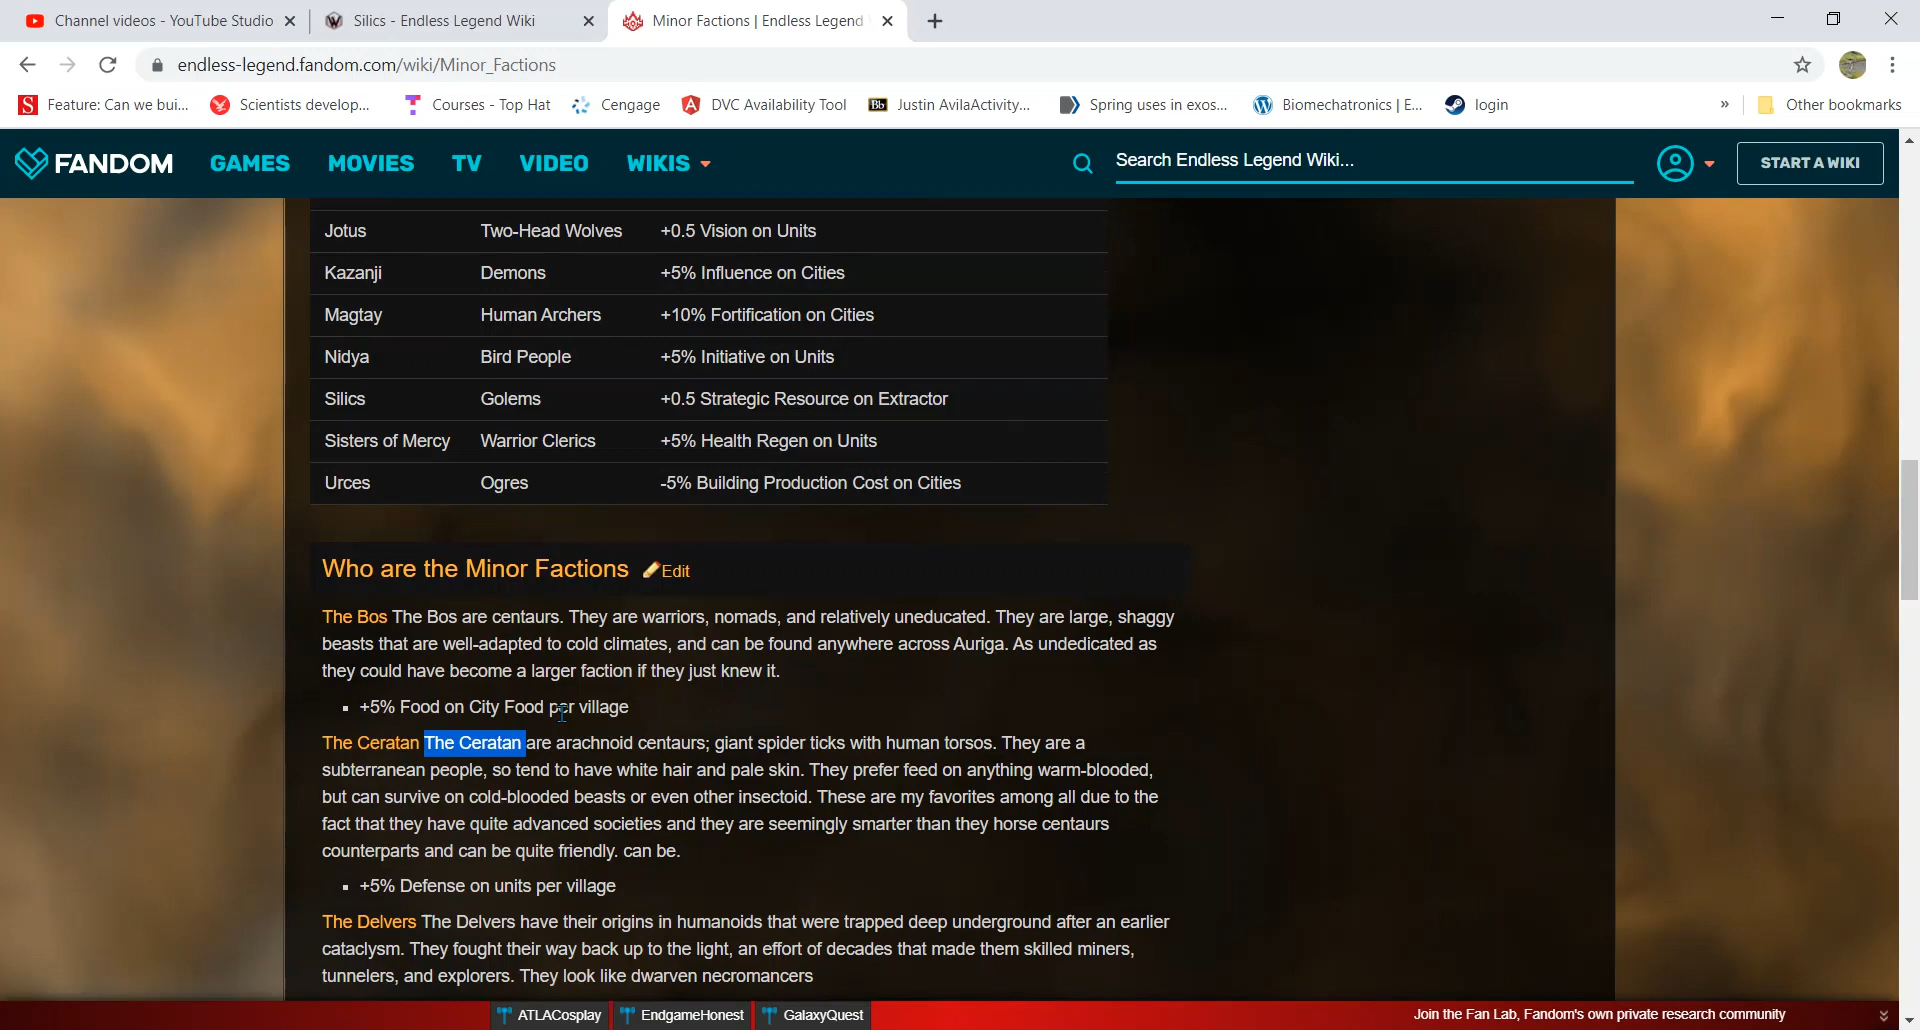 Channel videos - YouTube Studio
Silics - Endless Legend Wiki
Minor Factions | Endless Legend
endless-legend.fandom.com/wiki/Minor_Factions
Feature: Can we bui...
Scientists develop...
Courses - Top Hat
Cengage
DVC Availability Tool
Bb Justin AvilaActivity...
Spring uses in exos...
Biomechatronics | E...
login
»
Other bookmarks
FANDOM GAMES MOVIES TV VIDEO WIKIS
Search Endless Legend Wiki...
START A WIKI
Jotus Two-Head Wolves +0.5 Vision on Units
Kazanji Demons +5% Influence on Cities
Magtay Human Archers +10% Fortification on Cities
Nidya Bird People +5% Initiative on Units
Silics Golems +0.5 Strategic Resource on Extractor
Sisters of Mercy Warrior Clerics +5% Health Regen on Units
Urces Ogres -5% Building Production Cost on Cities
Who are the Minor Factions Edit
The Bos The Bos are centaurs. They are warriors, nomads, and relatively uneducated. They are large, shaggy
beasts that are well-adapted to cold climates, and can be found anywhere across Auriga. As undedicated as
they could have become a larger faction if they just knew it.
▪ +5% Food on City Food per village
The Ceratan The Ceratan are arachnoid centaurs; giant spider ticks with human torsos. They are a
subterranean people, so tend to have white hair and pale skin. They prefer feed on anything warm-blooded,
but can survive on cold-blooded beasts or even other insectoid. These are my favorites among all due to the
fact that they have quite advanced societies and they are seemingly smarter than they horse centaurs
counterparts and can be quite friendly. can be.
▪ +5% Defense on units per village
The Delvers The Delvers have their origins in humanoids that were trapped deep underground after an earlier
cataclysm. They fought their way back up to the light, an effort of decades that made them skilled miners,
tunnelers, and explorers. They look like dwarven necromancers
ATLACosplay
EndgameHonest
GalaxyQuest
Join the Fan Lab, Fandom's own private research community